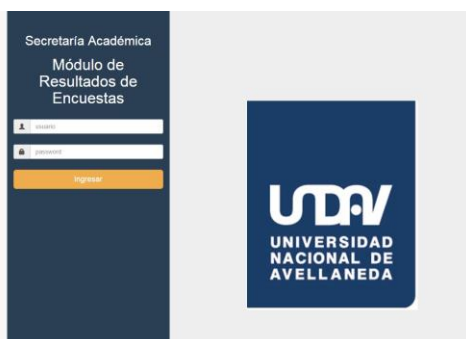 Secretaría Académica
Módulo de
Resultados de
Encuestas
usuario
password
Ingresar
UNDAV
UNIVERSIDAD
NACIONAL DE
AVELLANEDA